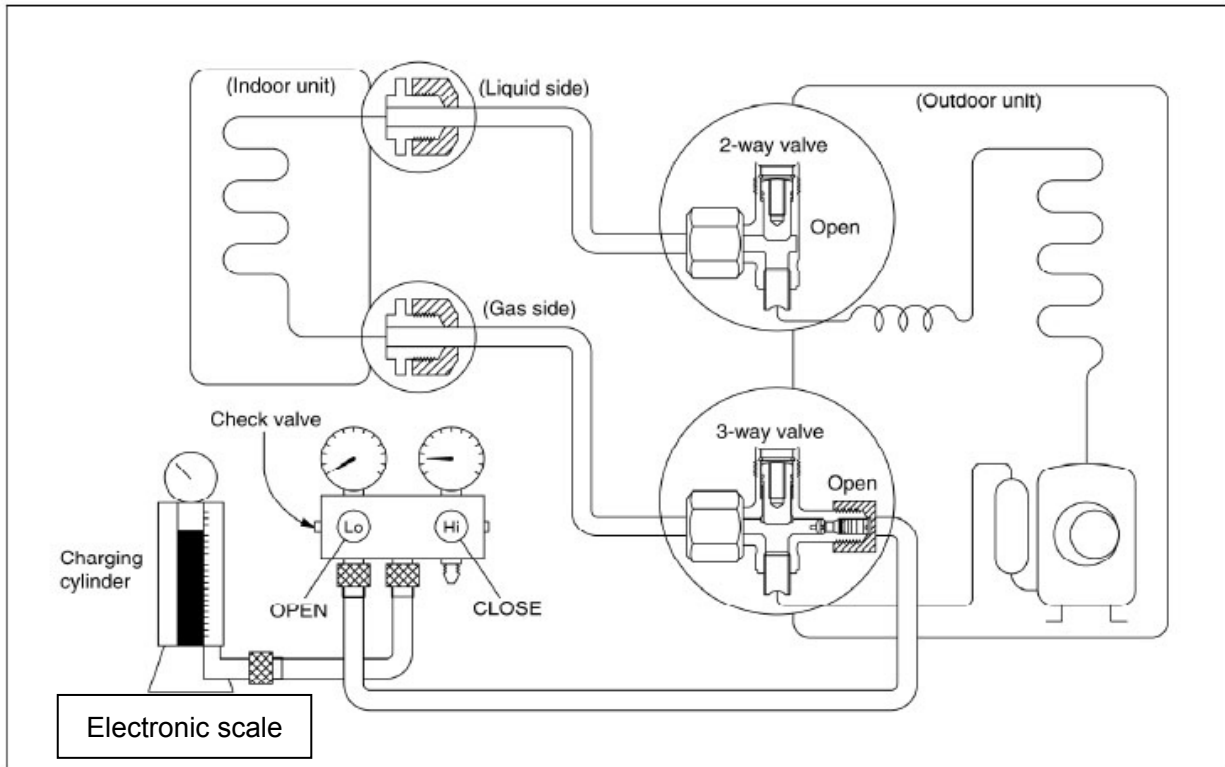 (Indoor unit)
(Liquid side)
(Outdoor unit)
2-way valve
Open
(Gas side)
3-way valve
Open
Check valve
Lo
Hi
Charging
cylinder
OPEN
CLOSE
Electronic scale